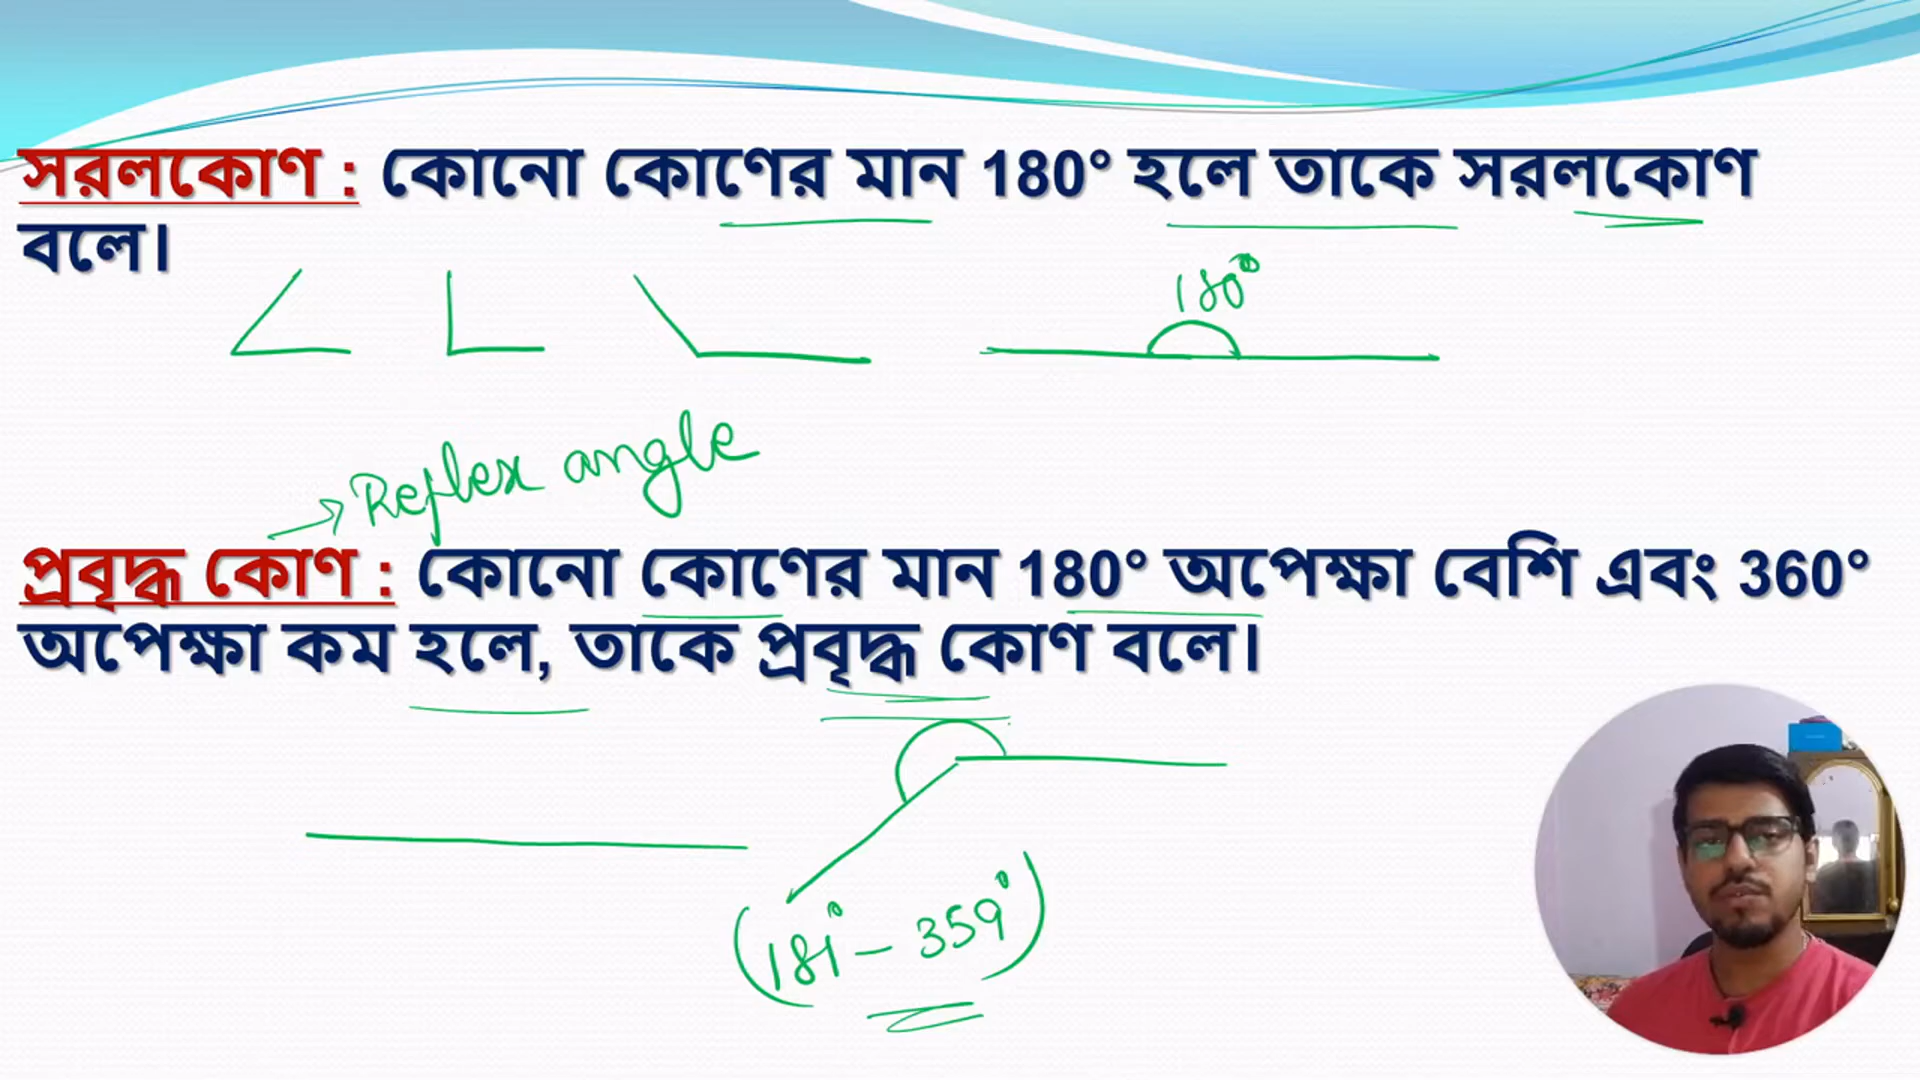 সরলকোণ : কোনো কোণের মান 180° হলে তাকে সরলকোণ
বলে।
180°
→ Reflex angle
প্রবৃদ্ধ কোণ : কোনো কোণের মান 180° অপেক্ষা বেশি এবং 360°
অপেক্ষা কম হলে, তাকে প্রবৃদ্ধ কোণ বলে।
(181° – 359°)